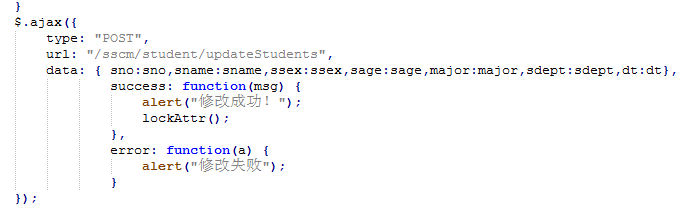 }
$.ajax({
type: "POST",
url: "/sscm/student/updateStudents",
data: { sno:sno,sname:sname,ssex:ssex,sage:sage,major:major,sdept:sdept,dt:dt},
success: function(msg) {
alert("修改成功！");
lockAttr();
},
error: function(a) {
alert("修改失败");
}
});